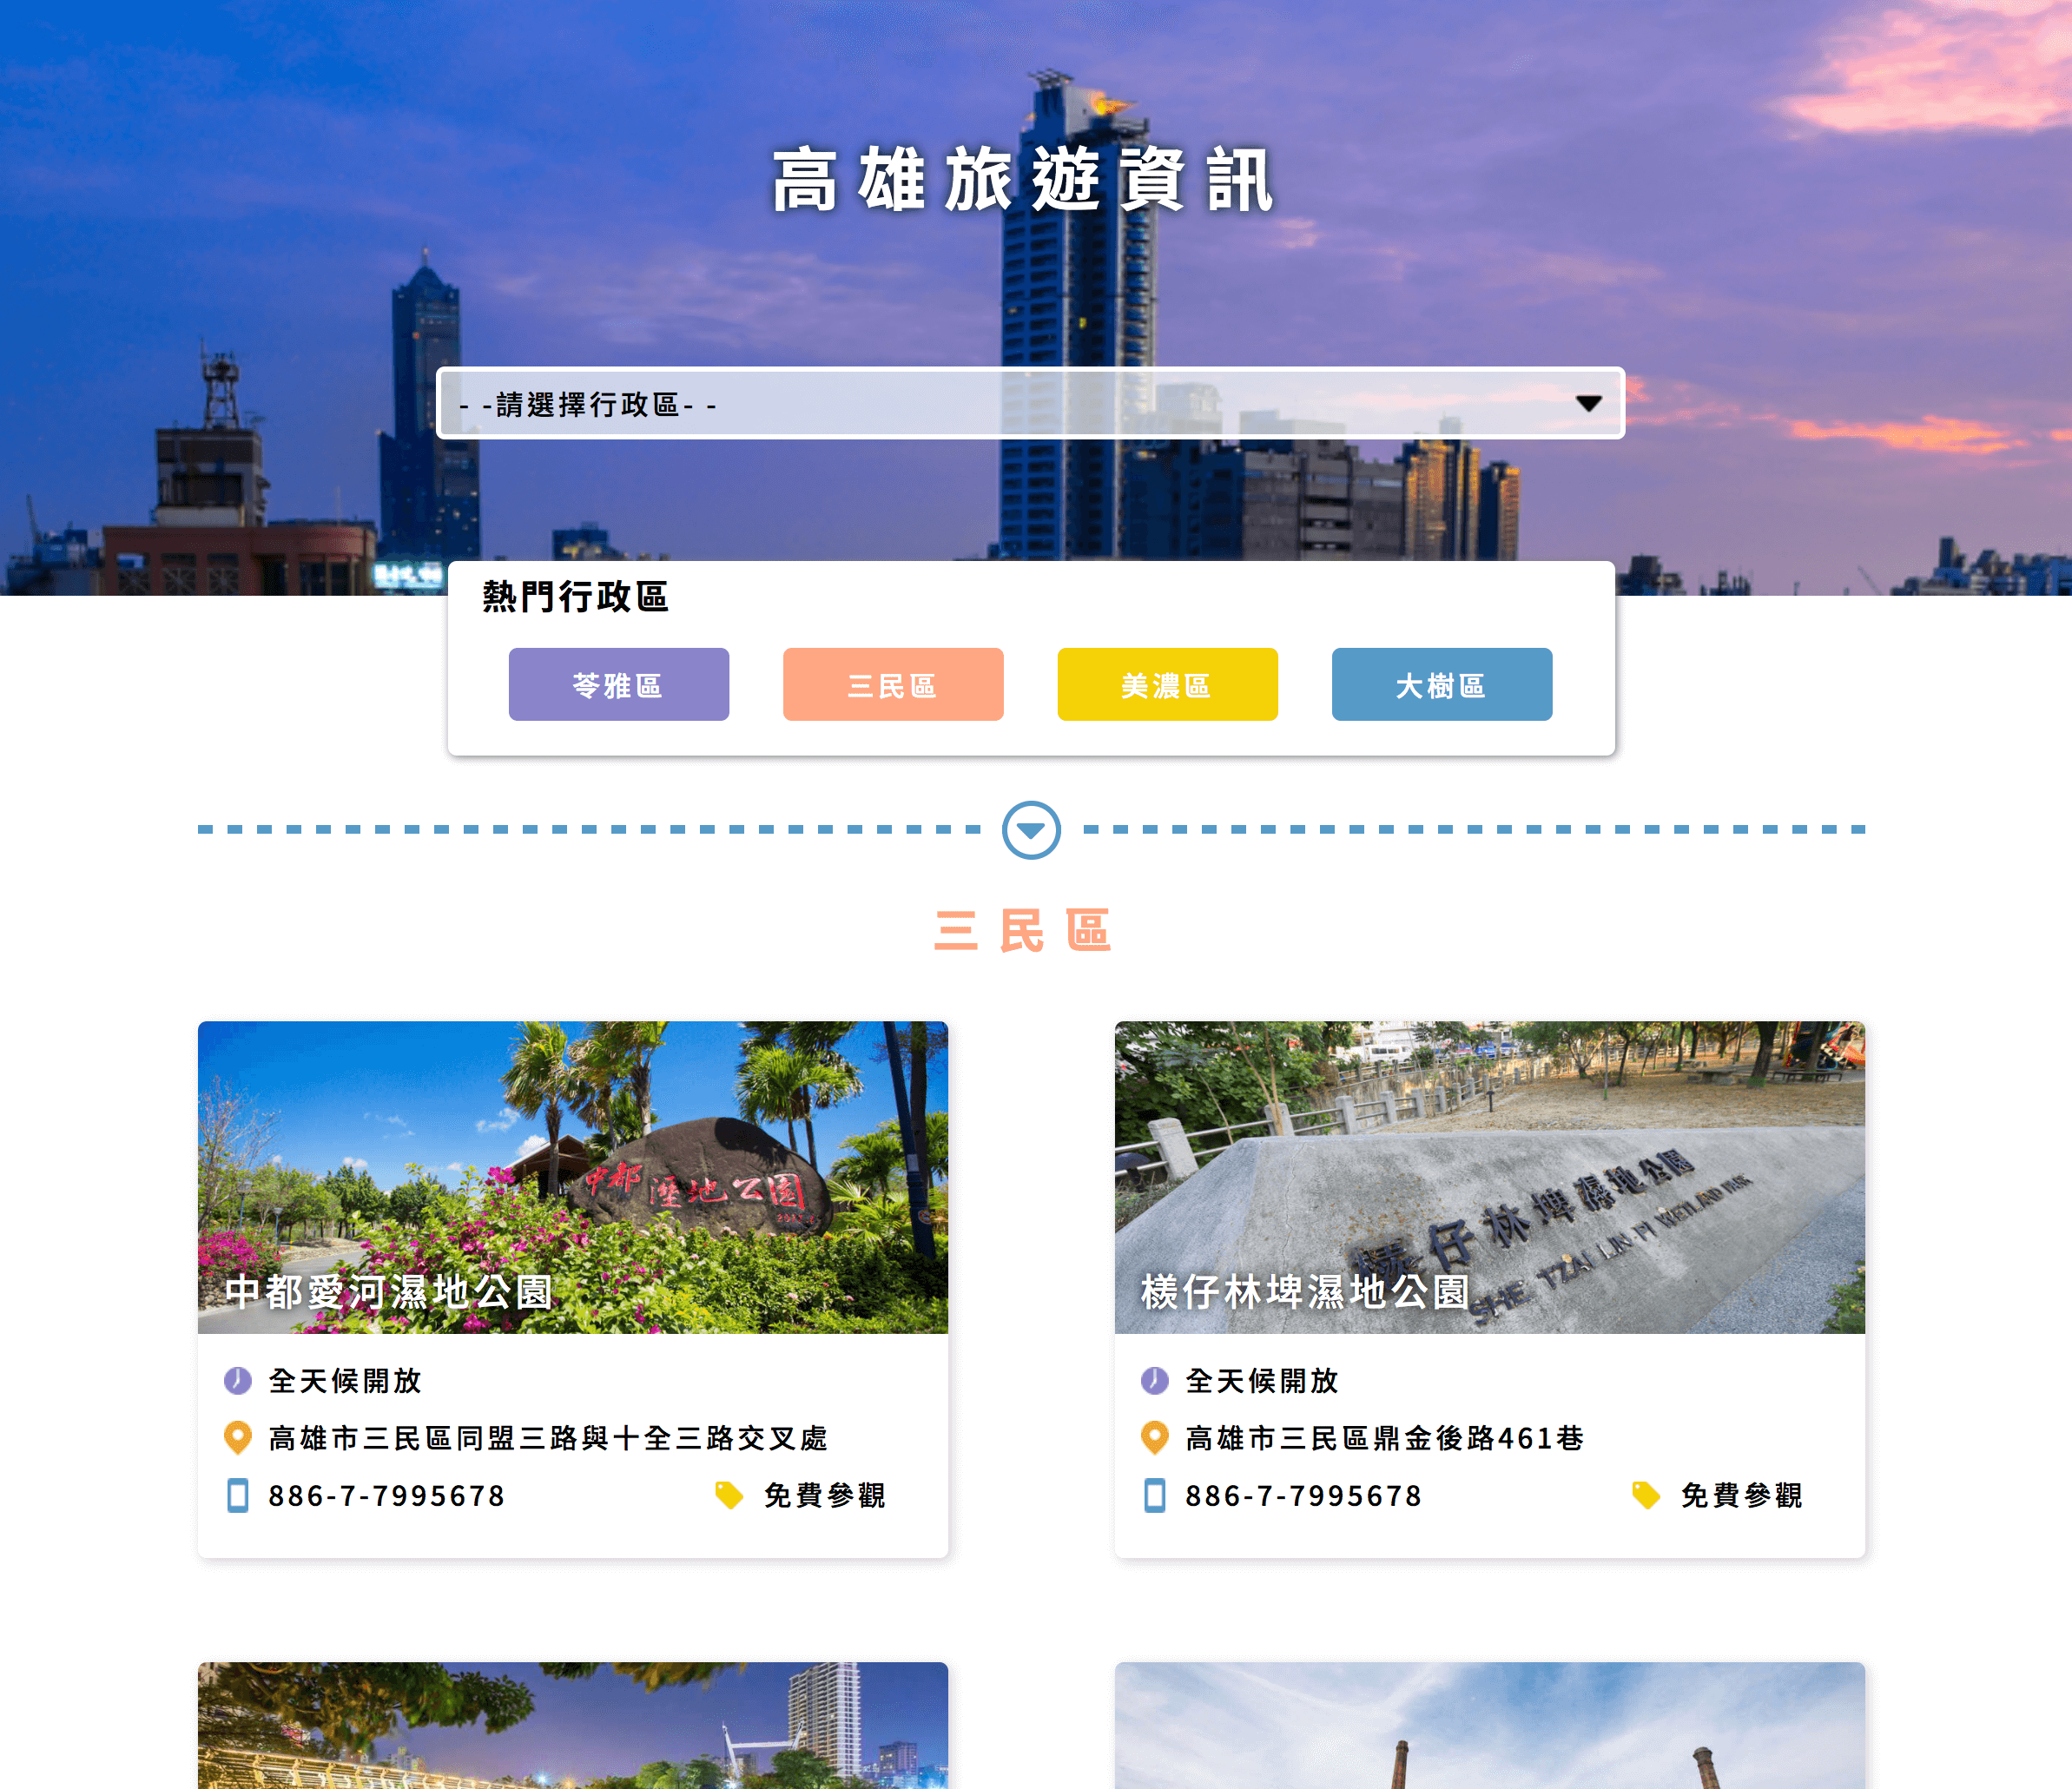 高雄旅遊資訊
- -請選擇行政區- -
熱門行政區
苓雅區
三民區
美濃區
大樹區
三民區
中都
溼地公園
中都愛河濕地公園
檨仔林埤濕地公園
SHE TZAI LIN PI WETLAND PARK
檨仔林埤濕地公園
全天候開放
高雄市三民區同盟三路與十全三路交叉處
886-7-7995678
免費參觀
全天候開放
高雄市三民區鼎金後路461巷
886-7-7995678
免費參觀